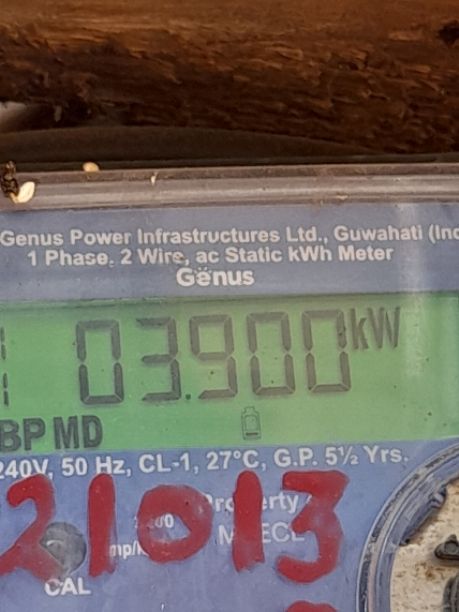 Genus Power Infrastructures Ltd., Guwahati (Ind
1 Phase, 2 Wire, ac Static kWh Meter
Genus
03.900 kW
BP MD
240V, 50 Hz, CL-1, 27°C, G.P. 5½ Yrs.
21013
CAL